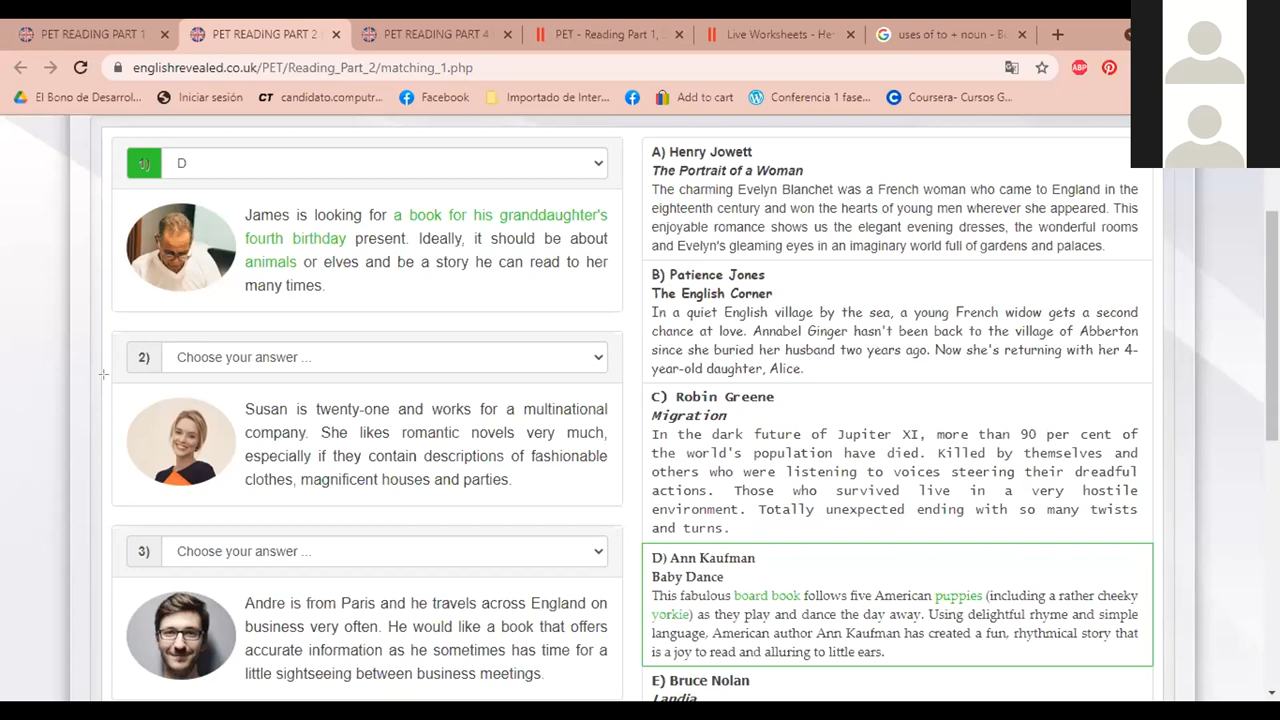 PET READING PART 1
PET READING PART 2
PET READING PART 4
PET - Reading Part 1, S
Live Worksheets - He
uses of to + noun - Bu
englishrevealed.co.uk/PET/Reading_Part_2/matching_1.php
ABP
El Bono de Desarrol...
Iniciar sesión
CT candidato.computr...
Facebook
Importado de Inter...
Add to cart
Conferencia 1 fase...
Coursera- Cursos G...
1) D
James is looking for a book for his granddaughter's
fourth birthday present. Ideally, it should be about
animals or elves and be a story he can read to her
many times.
2) Choose your answer ...
Susan is twenty-one and works for a multinational
company. She likes romantic novels very much,
especially if they contain descriptions of fashionable
clothes, magnificent houses and parties.
3) Choose your answer ...
Andre is from Paris and he travels across England on
business very often. He would like a book that offers
accurate information as he sometimes has time for a
little sightseeing between business meetings.
A) Henry Jowett
The Portrait of a Woman
The charming Evelyn Blanchet was a French woman who came to England in the
eighteenth century and won the hearts of young men wherever she appeared. This
enjoyable romance shows us the elegant evening dresses, the wonderful rooms
and Evelyn's gleaming eyes in an imaginary world full of gardens and palaces.
B) Patience Jones
The English Corner
In a quiet English village by the sea, a young French widow gets a second
chance at love. Annabel Ginger hasn't been back to the village of Abberton
since she buried her husband two years ago. Now she's returning with her 4-
year-old daughter, Alice.
C) Robin Greene
Migration
In the dark future of Jupiter XI, more than 90 per cent of
the world's population have died. Killed by themselves and
others who were listening to voices steering their dreadful
actions. Those who survived live in a very hostile
environment. Totally unexpected ending with so many twists
and turns.
D) Ann Kaufman
Baby Dance
This fabulous board book follows five American puppies (including a rather cheeky
yorkie) as they play and dance the day away. Using delightful rhyme and simple
language, American author Ann Kaufman has created a fun, rhythmical story that
is a joy to read and alluring to little ears.
E) Bruce Nolan
Landia